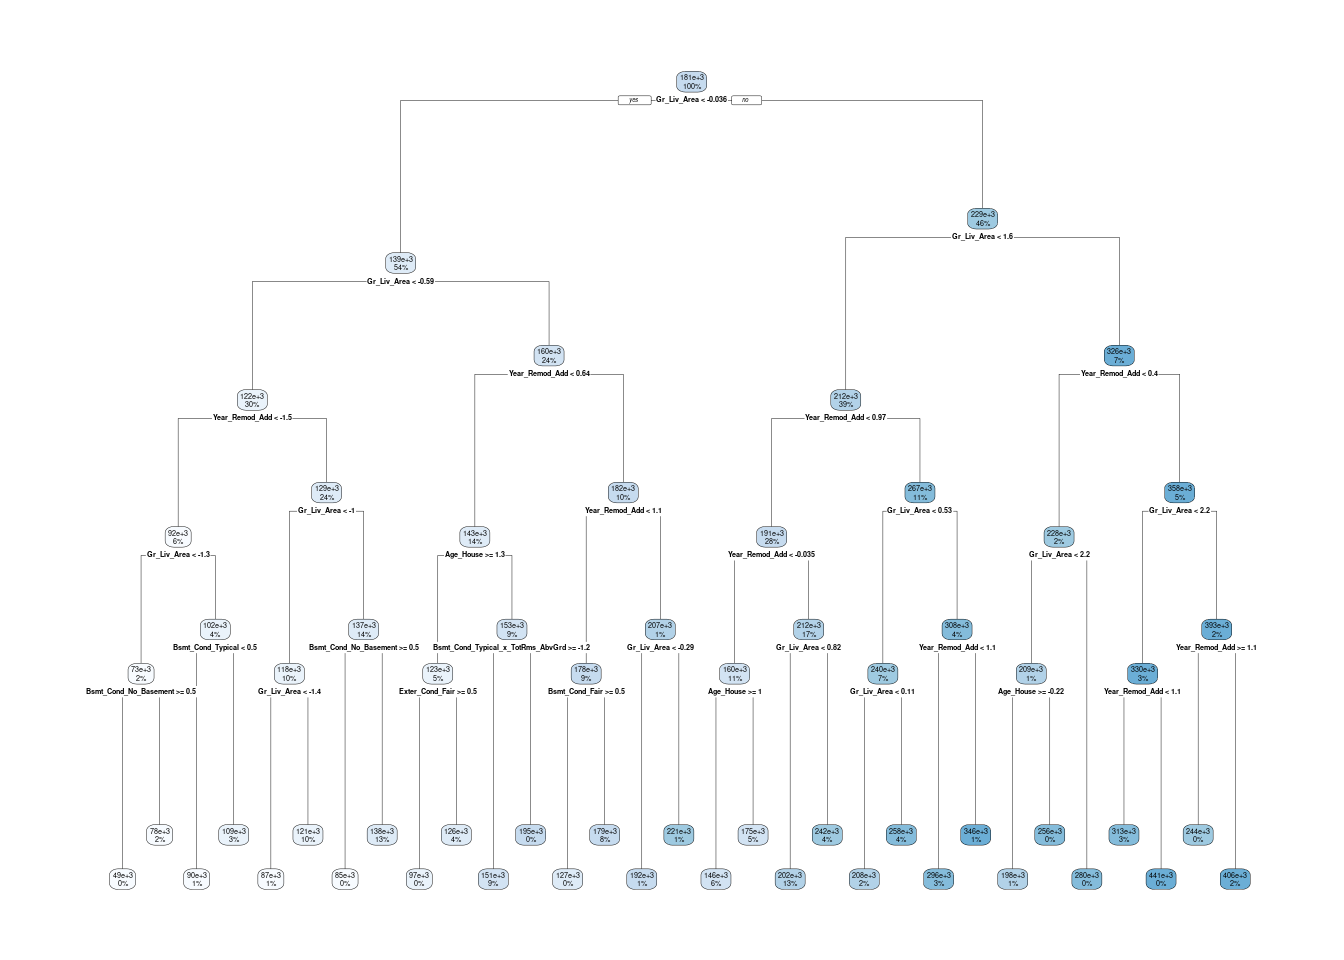 181e+3
100%
yes
Gr_Liv_Area < -0.036
no
229e+3
46%
Gr_Liv_Area < 1.6
139e+3
54%
Gr_Liv_Area < -0.59
160e+3
24%
Year_Remod_Add < 0.64
326e+3
7%
Year_Remod_Add < 0.4
122e+3
30%
Year_Remod_Add < -1.5
212e+3
39%
Year_Remod_Add < 0.97
129e+3
24%
Gr_Liv_Area < -1
182e+3
10%
Year_Remod_Add < 1.1
267e+3
11%
Gr_Liv_Area < 0.53
358e+3
5%
Gr_Liv_Area < 2.2
92e+3
6%
Gr_Liv_Area < -1.3
143e+3
14%
Age_House >= 1.3
191e+3
28%
Year_Remod_Add < -0.035
228e+3
2%
Gr_Liv_Area < 2.2
102e+3
4%
Bsmt_Cond_Typical < 0.5
137e+3
14%
Bsmt_Cond_No_Basement >= 0.5
153e+3
9%
Bsmt_Cond_Typical_x_TotRms_AbvGrd >= -1.2
207e+3
1%
Gr_Liv_Area < -0.29
212e+3
17%
Gr_Liv_Area < 0.82
308e+3
4%
Year_Remod_Add < 1.1
393e+3
2%
Year_Remod_Add >= 1.1
73e+3
2%
Bsmt_Cond_No_Basement >= 0.5
118e+3
10%
Gr_Liv_Area < -1.4
123e+3
5%
Exter_Cond_Fair >= 0.5
178e+3
9%
Bsmt_Cond_Fair >= 0.5
160e+3
11%
Age_House >= 1
240e+3
7%
Gr_Liv_Area < 0.11
209e+3
1%
Age_House >= -0.22
330e+3
3%
Year_Remod_Add < 1.1
78e+3
2%
109e+3
3%
121e+3
10%
138e+3
13%
126e+3
4%
195e+3
0%
179e+3
8%
221e+3
1%
175e+3
5%
242e+3
4%
258e+3
4%
346e+3
1%
256e+3
0%
313e+3
3%
244e+3
0%
49e+3
0%
90e+3
1%
87e+3
1%
85e+3
0%
97e+3
0%
151e+3
9%
127e+3
0%
192e+3
1%
146e+3
6%
202e+3
13%
208e+3
2%
296e+3
3%
198e+3
1%
280e+3
0%
441e+3
0%
406e+3
2%